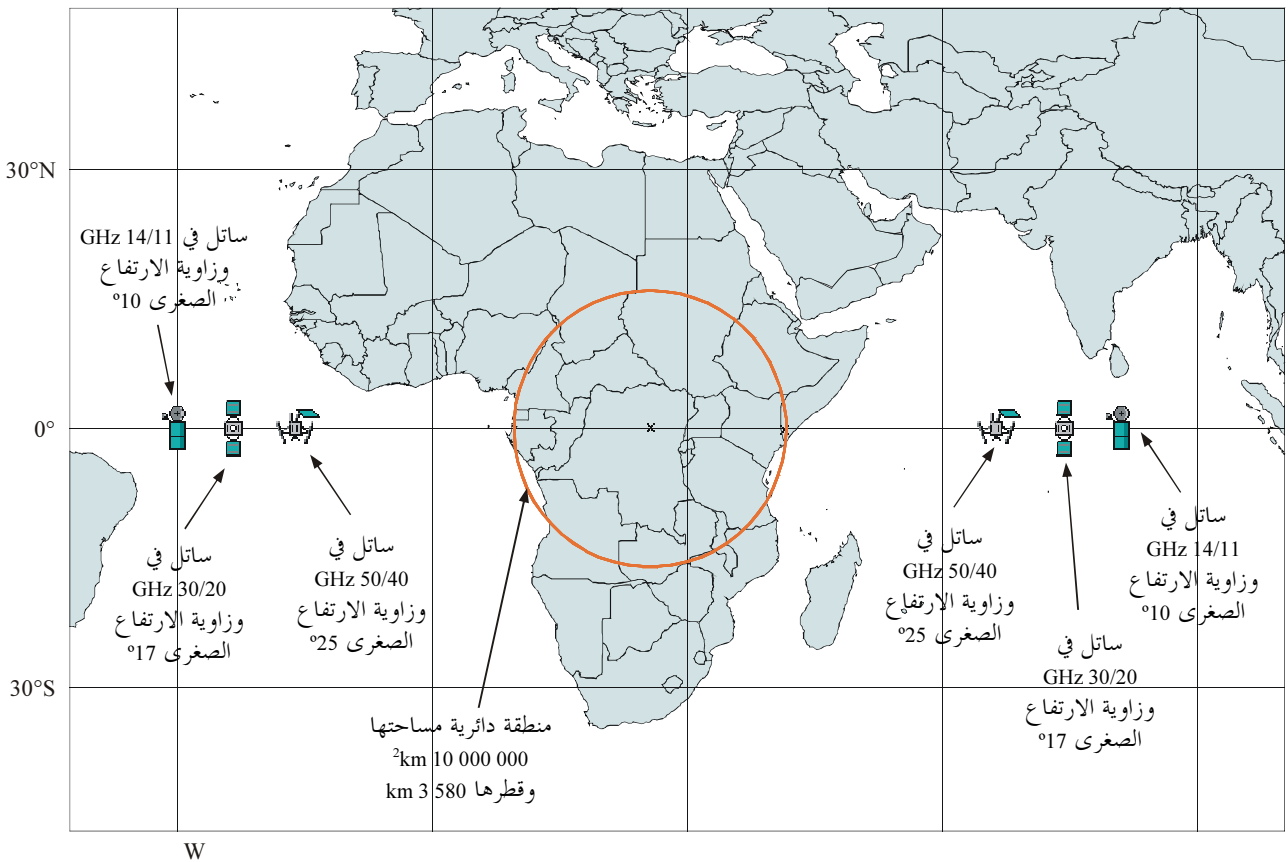 30°N
ساتل في GHz 14/11
وزاوية الارتفاع
الصغرى 10°
0°
ساتل في
GHz 30/20
وزاوية الارتفاع
الصغرى 17°
ساتل في
GHz 50/40
وزاوية الارتفاع
الصغرى 25°
ساتل في
GHz 50/40
وزاوية الارتفاع
الصغرى 25°
ساتل في
GHz 14/11
وزاوية الارتفاع
الصغرى 10°
ساتل في
GHz 30/20
وزاوية الارتفاع
الصغرى 17°
30°S
منطقة دائرية مساحتها
10 000 000 km²
وقطرها 3 580 km
W